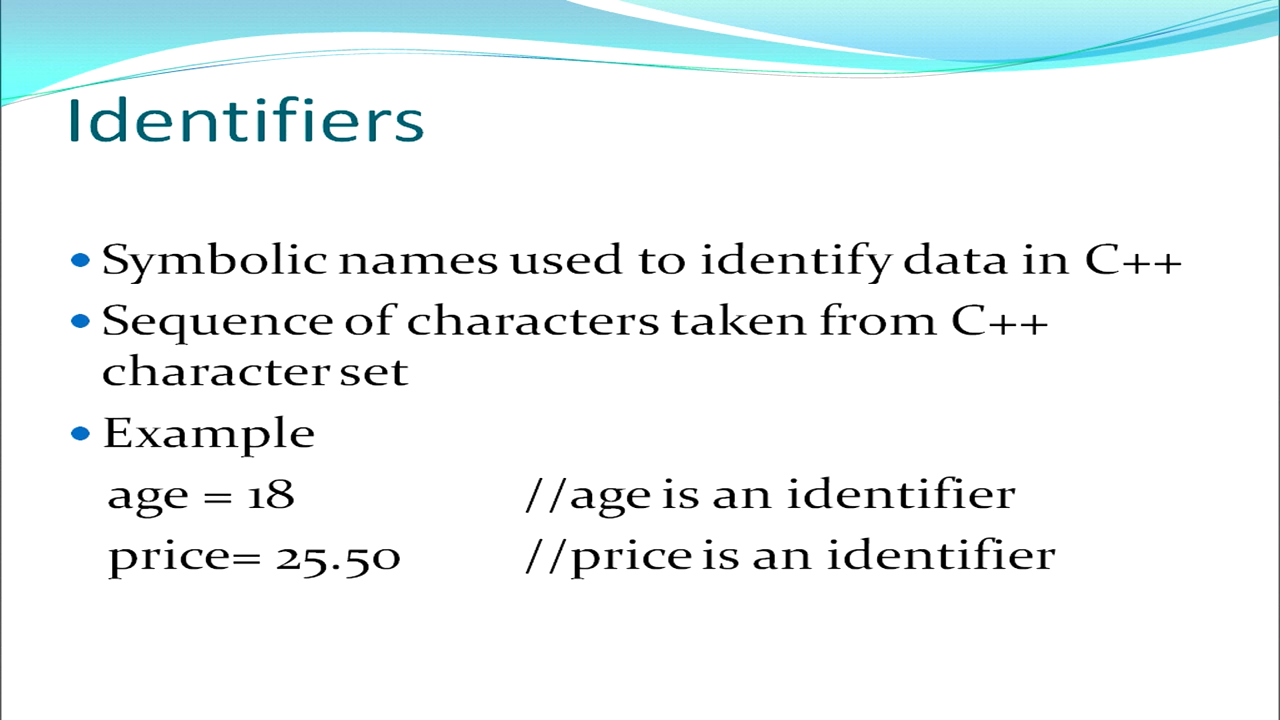 Identifiers
Symbolic names used to identify data in C++
Sequence of characters taken from C++
character set
Example
age = 18 //age is an identifier
price= 25.50 //price is an identifier